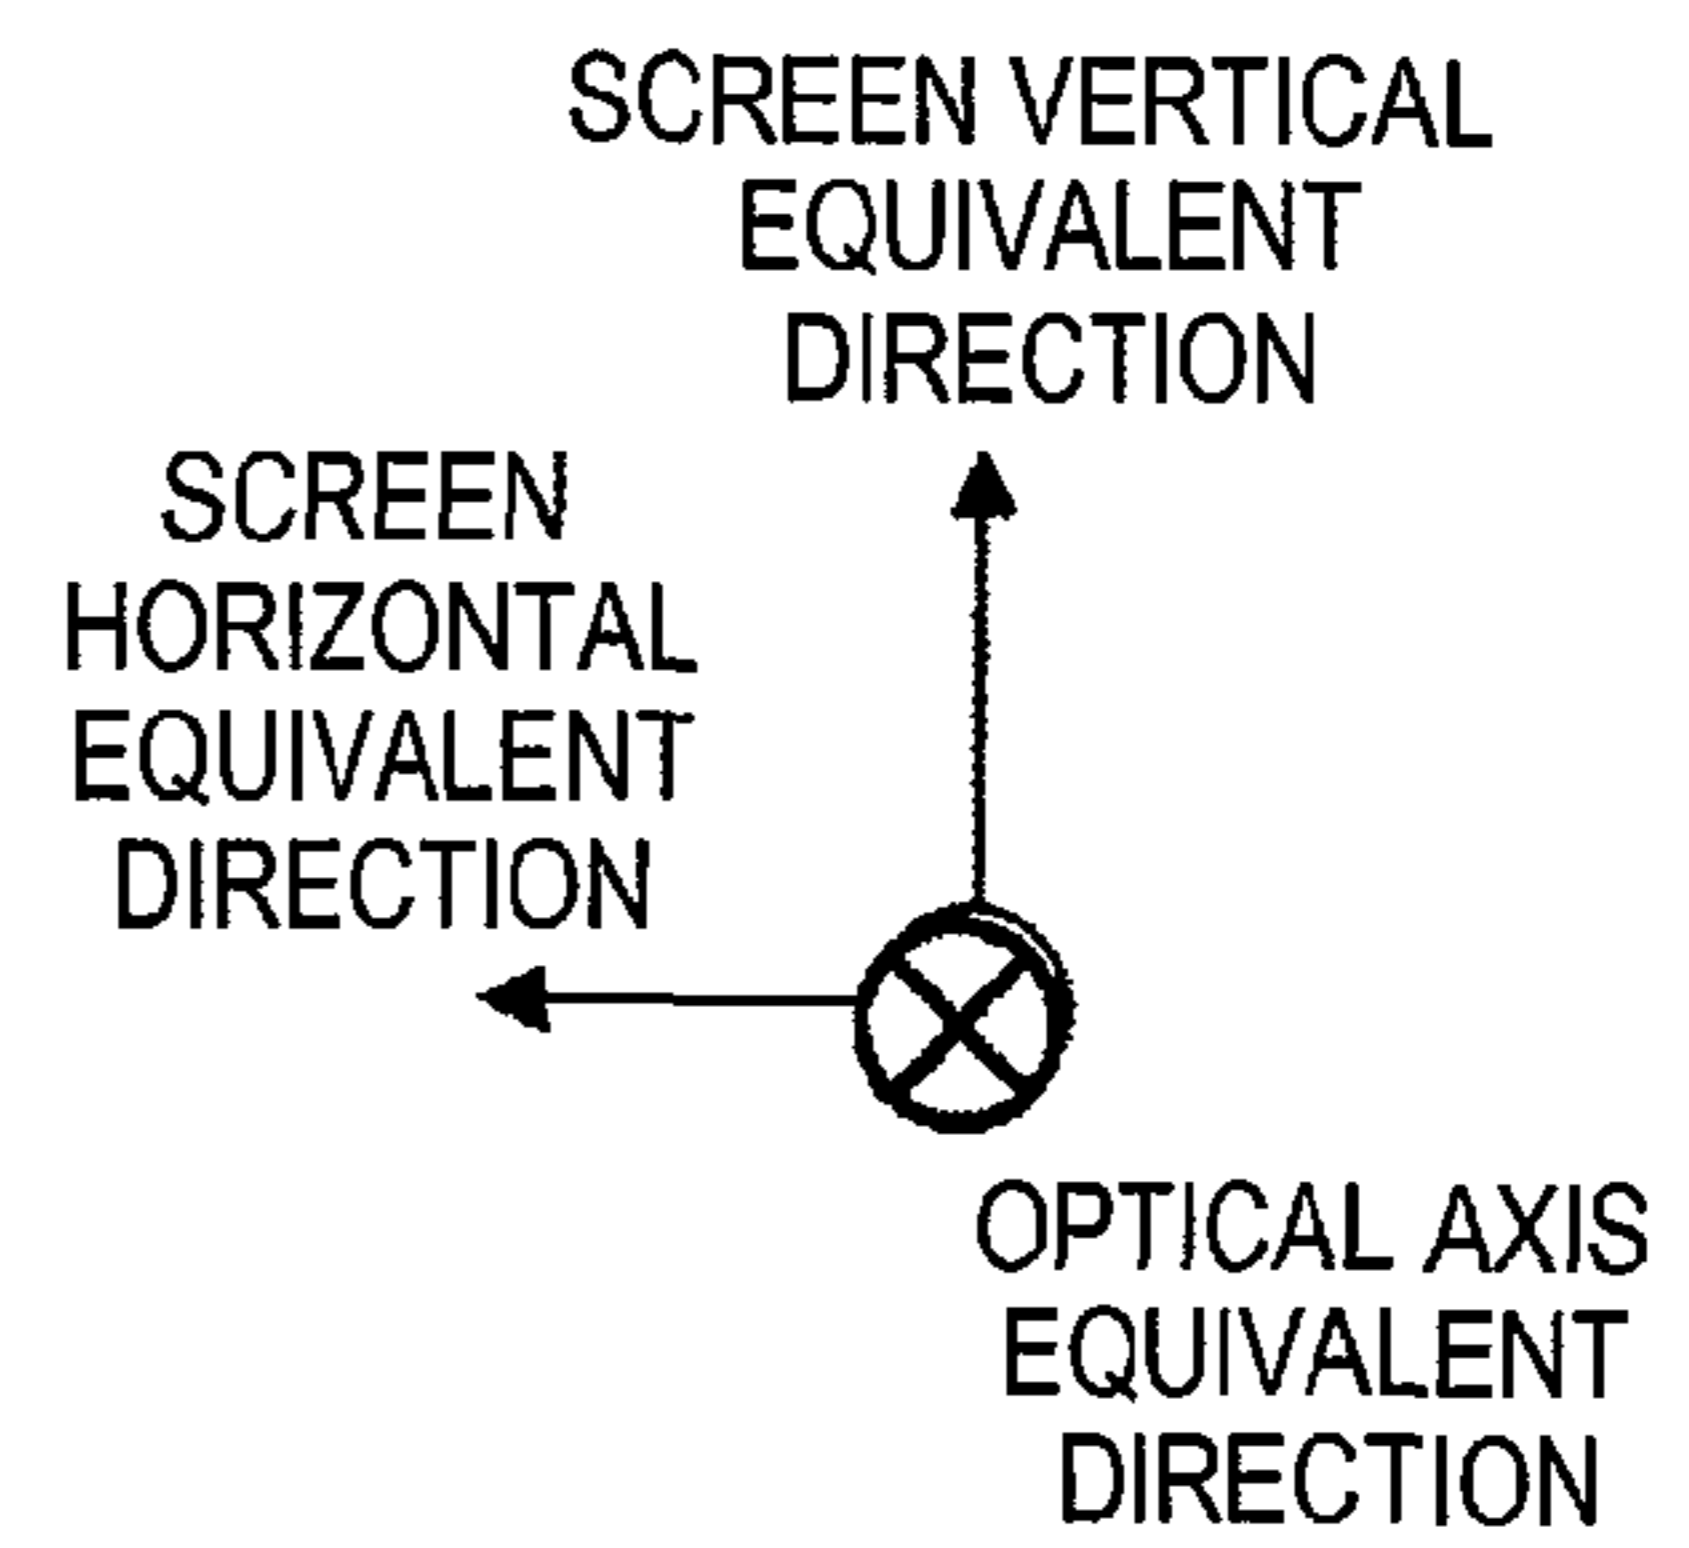 SCREEN VERTICAL
EQUIVALENT
DIRECTION
SCREEN
HORIZONTAL
EQUIVALENT
DIRECTION
OPTICAL AXIS
EQUIVALENT
DIRECTION